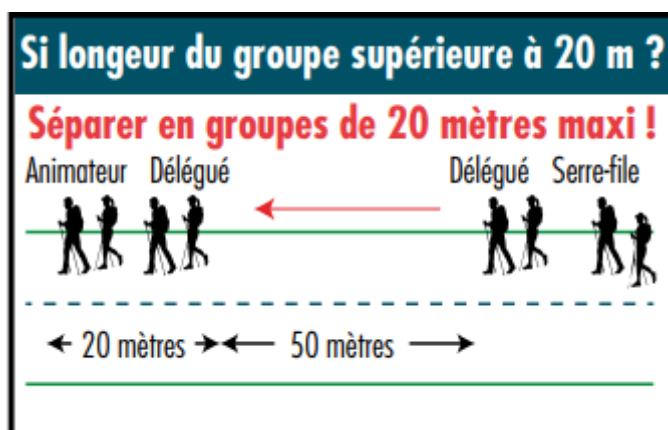 Si longeur du groupe supérieure à 20 m ?
Séparer en groupes de 20 mètres maxi !
Animateur Délégué Délégué Serre-file
20 mètres 50 mètres